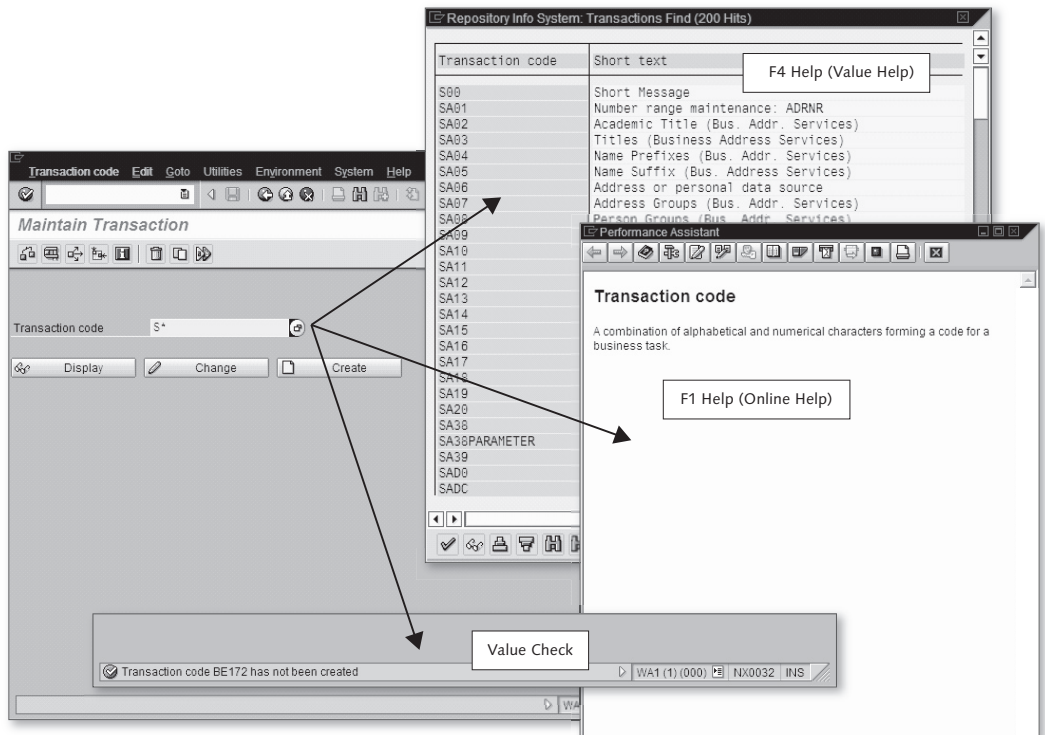 Repository Info System: Transactions Find (200 Hits)
Transaction code Short text
F4 Help (Value Help)
S00 Short Message
SA01 Number range maintenance: ADRNR
SA02 Academic Title (Bus. Addr. Services)
SA03 Titles (Business Address Services)
SA04 Name Prefixes (Bus. Addr. Services)
SA05 Name Suffix (Bus. Address Services)
SA06 Address or personal data source
SA07 Address Groups (Bus. Addr. Services)
SA08 Person Groups (Bus. Addr. Services)
SA09
SA10
SA11
SA12
SA13
SA14
SA15
SA16
SA17
SA18
SA19
SA20
SA38
SA38PARAMETER
SA39
SAD0
SADC
Transaction code Edit Goto Utilities Environment System Help
Maintain Transaction
Transaction code S*
Display Change Create
Performance Assistant
Transaction code
A combination of alphabetical and numerical characters forming a code for a
business task.
F1 Help (Online Help)
Value Check
Transaction code BE172 has not been created WA1 (1) (000) NX0032 INS
WA